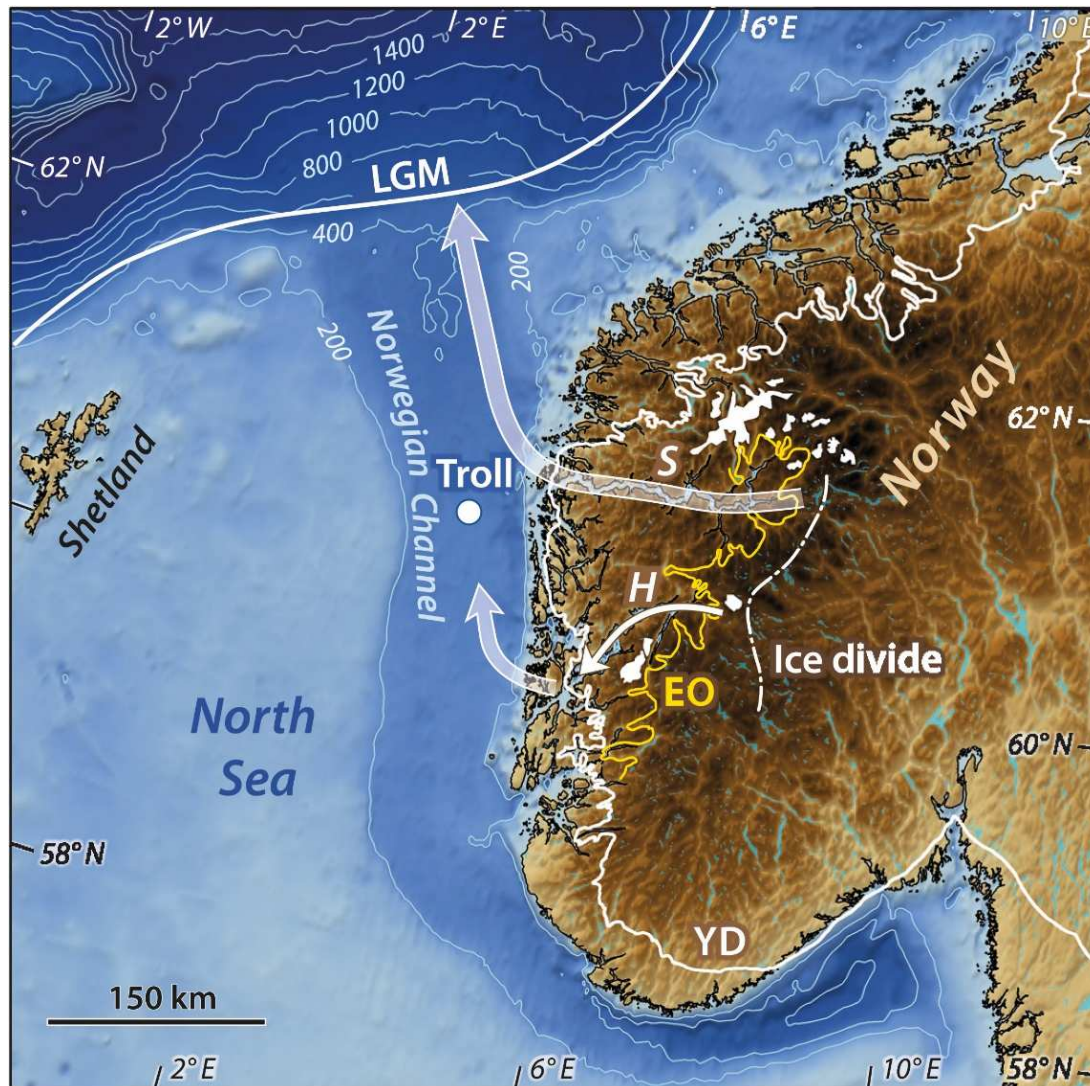 2°W
2°E
6°E
10°E
1400
1200
1000
800
62°N
LGM
400
200
200
Norwegian Channel
Norway
62°N
S
Troll
Shetland
H
Ice divide
EO
North
Sea
60°N
58°N
YD
150 km
2°E
6°E
10°E
58°N